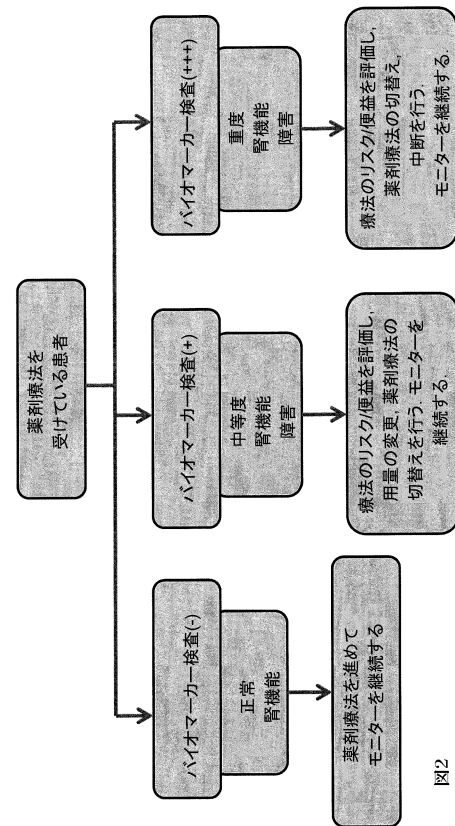 薬剤療法を
受けている患者
バイオマーカー検査(-)
正常
腎機能
薬剤療法を進めて
モニターを継続する
バイオマーカー検査(+)
中等度
腎機能
障害
療法のリスク/便益を評価し,
用量の変更, 薬剤療法の
切替えを行う. モニターを
継続する.
バイオマーカー検査(+++)
重度
腎機能
障害
療法のリスク/便益を評価し,
薬剤療法の切替え,
中断を行う.
モニターを継続する.
図2